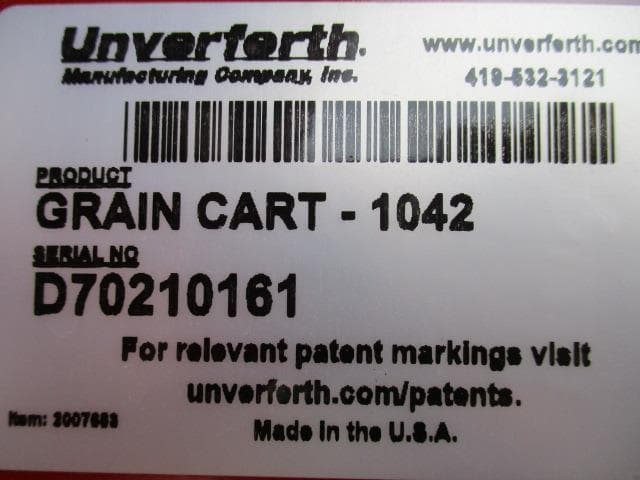 Unverferth.
Manufacturing Company, Inc.
www.unverferth.com
419-532-3121
PRODUCT
GRAIN CART - 1042
SERIAL NO
D70210161
For relevant patent markings visit
unverferth.com/patents.
Made in the U.S.A.
Item: